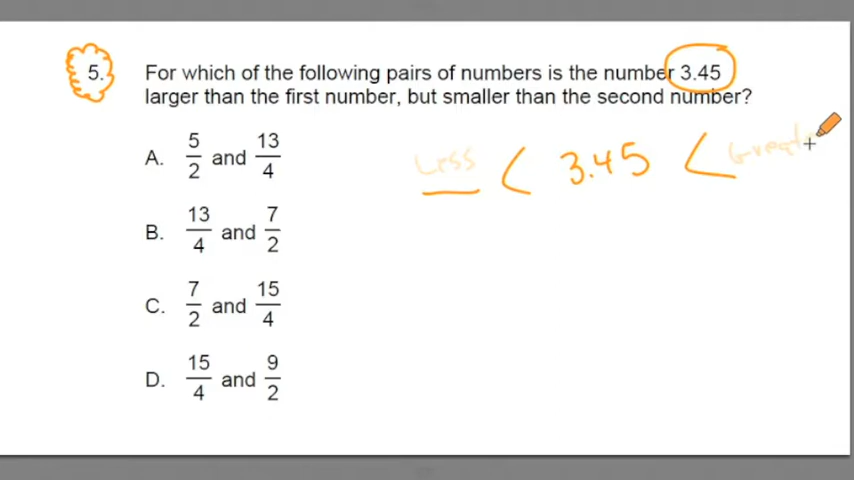 5. For which of the following pairs of numbers is the number 3.45
larger than the first number, but smaller than the second number?
A. 5/2 and 13/4
B. 13/4 and 7/2
C. 7/2 and 15/4
D. 15/4 and 9/2
Less < 3.45 <